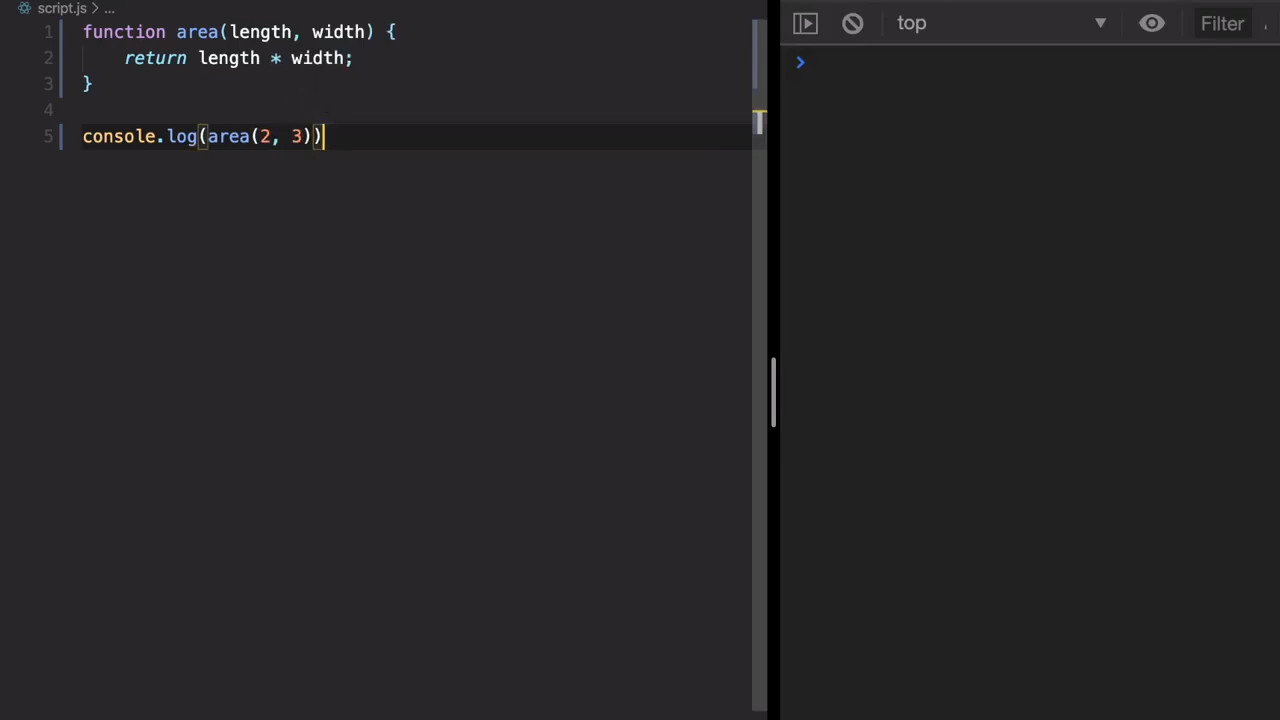 script.js > ...
1 function area(length, width) {
2 return length * width;
3 }
4
5 console.log(area(2, 3))
top
Filter
>